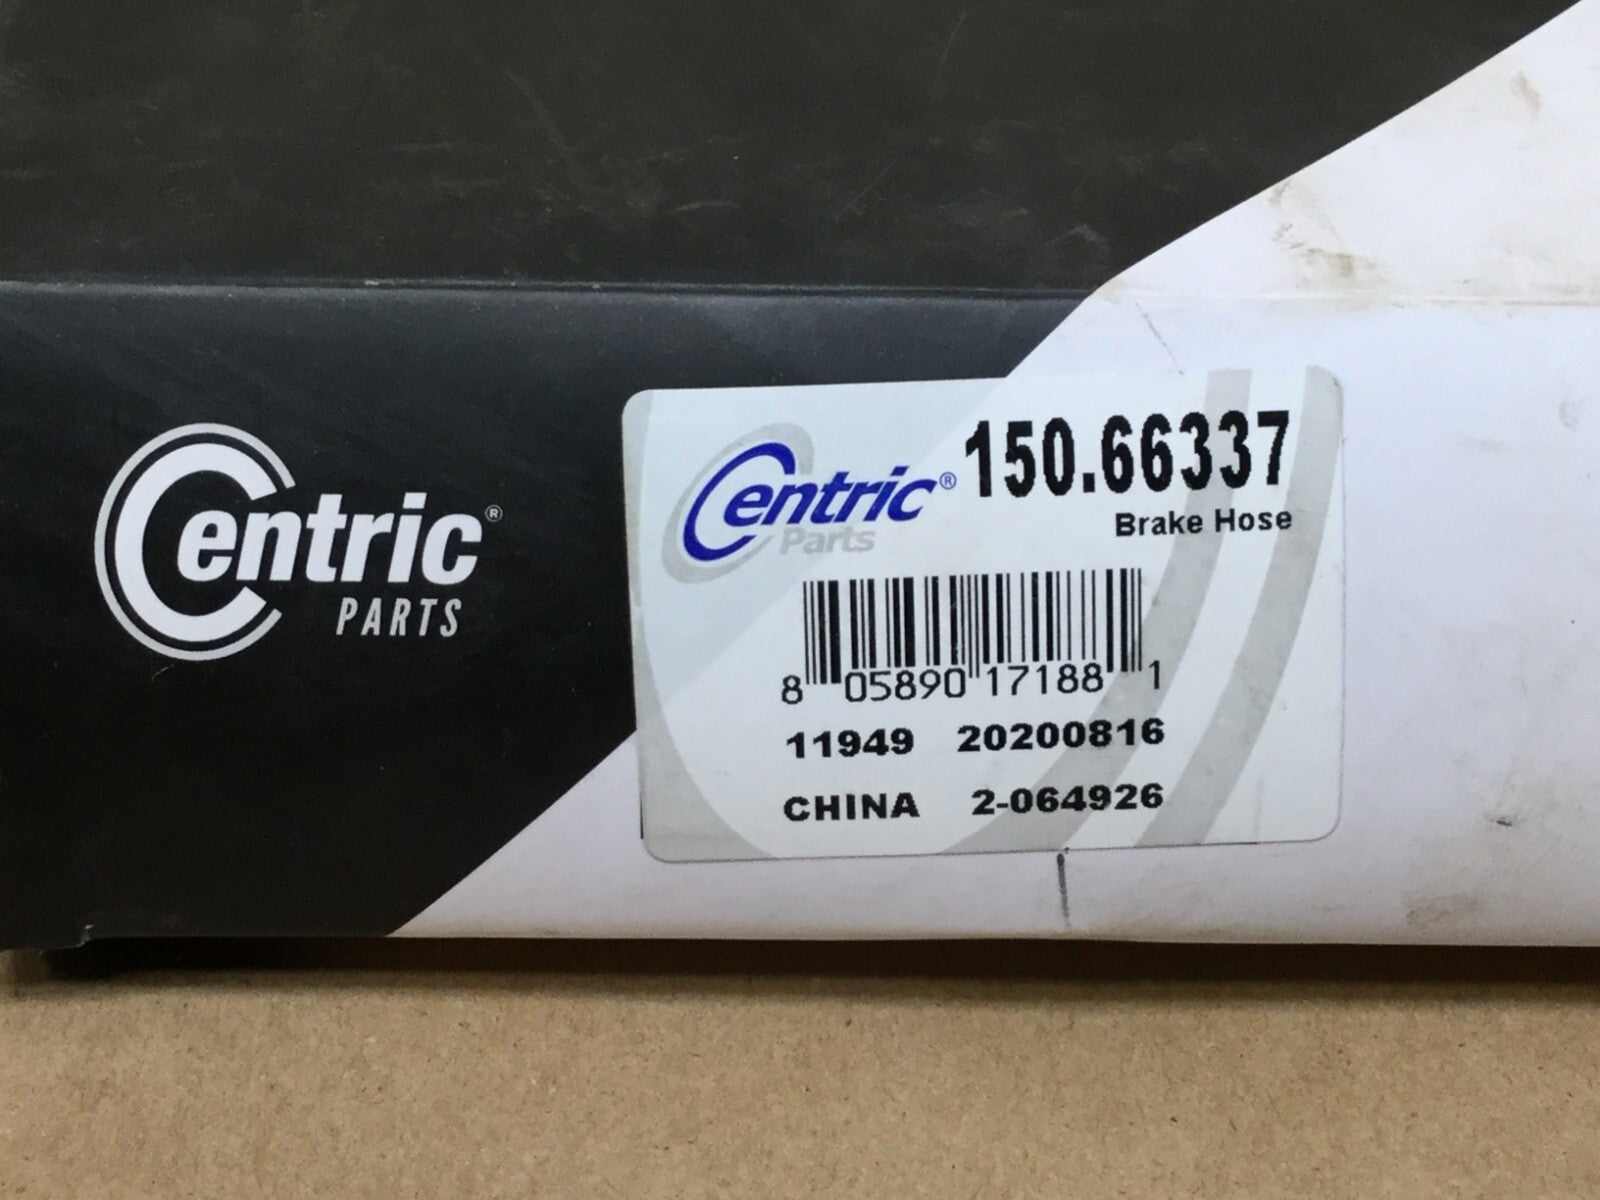 Centric®
PARTS
Centric®
Parts
150.66337
Brake Hose
8 05890 17188 1
11949 20200816
CHINA 2-064926